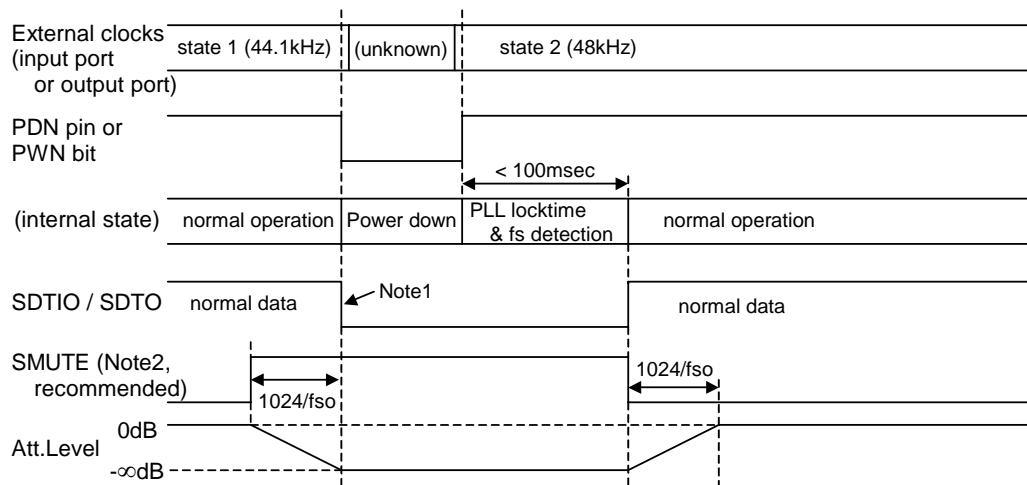 External clocks
(input port
or output port)
state 1 (44.1kHz)
(unknown)
state 2 (48kHz)
PDN pin or
PWN bit
< 100msec
(internal state)
normal operation
Power down
PLL locktime
& fs detection
normal operation
SDTIO / SDTO
normal data
Note1
normal data
SMUTE (Note2,
recommended)
1024/fso
1024/fso
Att.Level
0dB
-∞dB